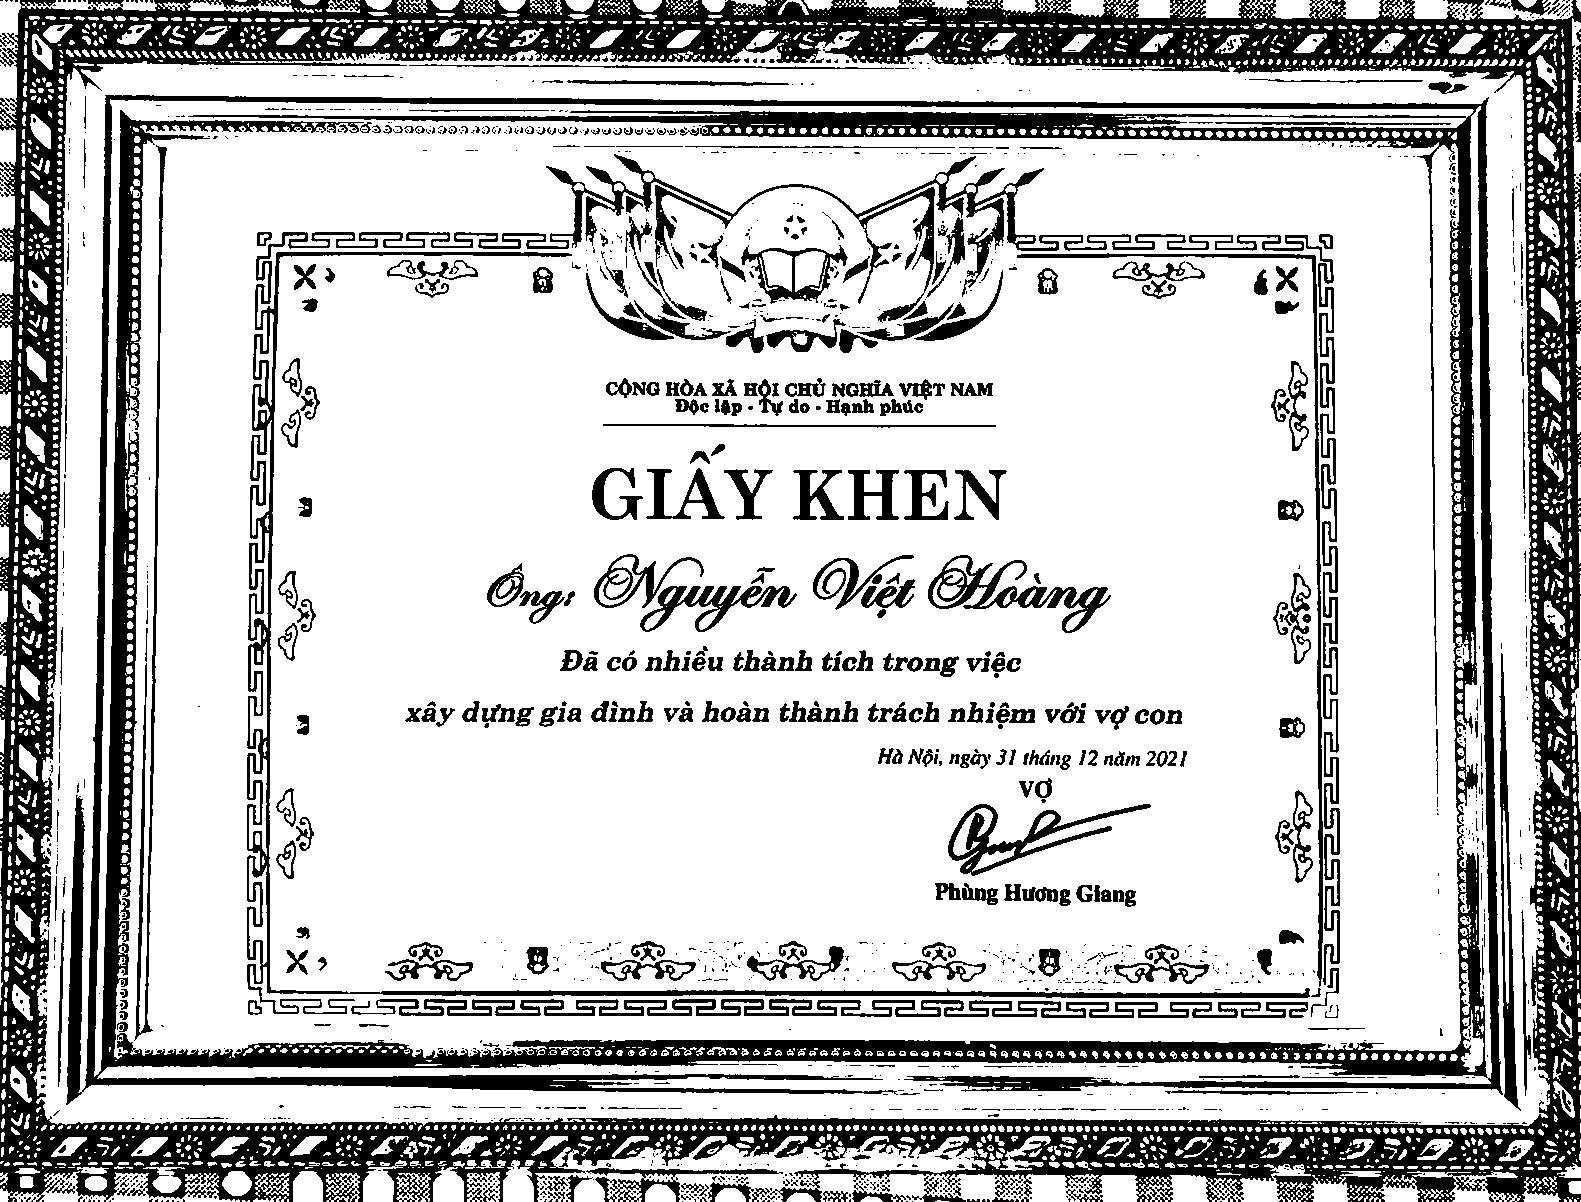 CỘNG HÒA XÃ HỘI CHỦ NGHĨA VIỆT NAM
Độc lập - Tự do - Hạnh phúc
GIẤY KHEN
Ông: Nguyễn Việt Hoàng
Đã có nhiều thành tích trong việc
xây dựng gia đình và hoàn thành trách nhiệm với vợ con
Hà Nội, ngày 31 tháng 12 năm 2021
VỢ
Phùng Hương Giang